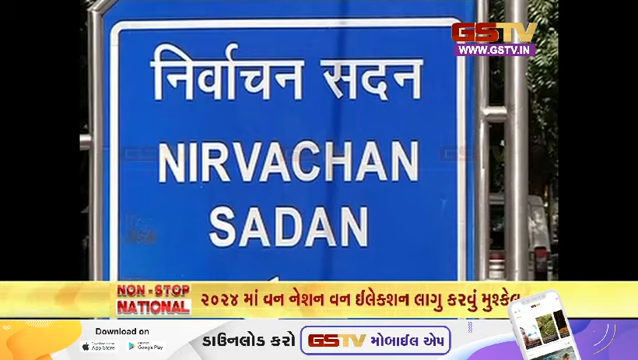 GSTV
WWW.GSTV.IN
निर्वाचन सदन
NIRVACHAN
SADAN
NON-STOP
NATIONAL
૨૦૨૪ માં વન નેશન વન ઈલેકશન લાગુ કરવું મુશ્કેલ
Download on
App Store
Google Play
ડાઉનલોડ કરો GSTV મોબાઈલ એપ